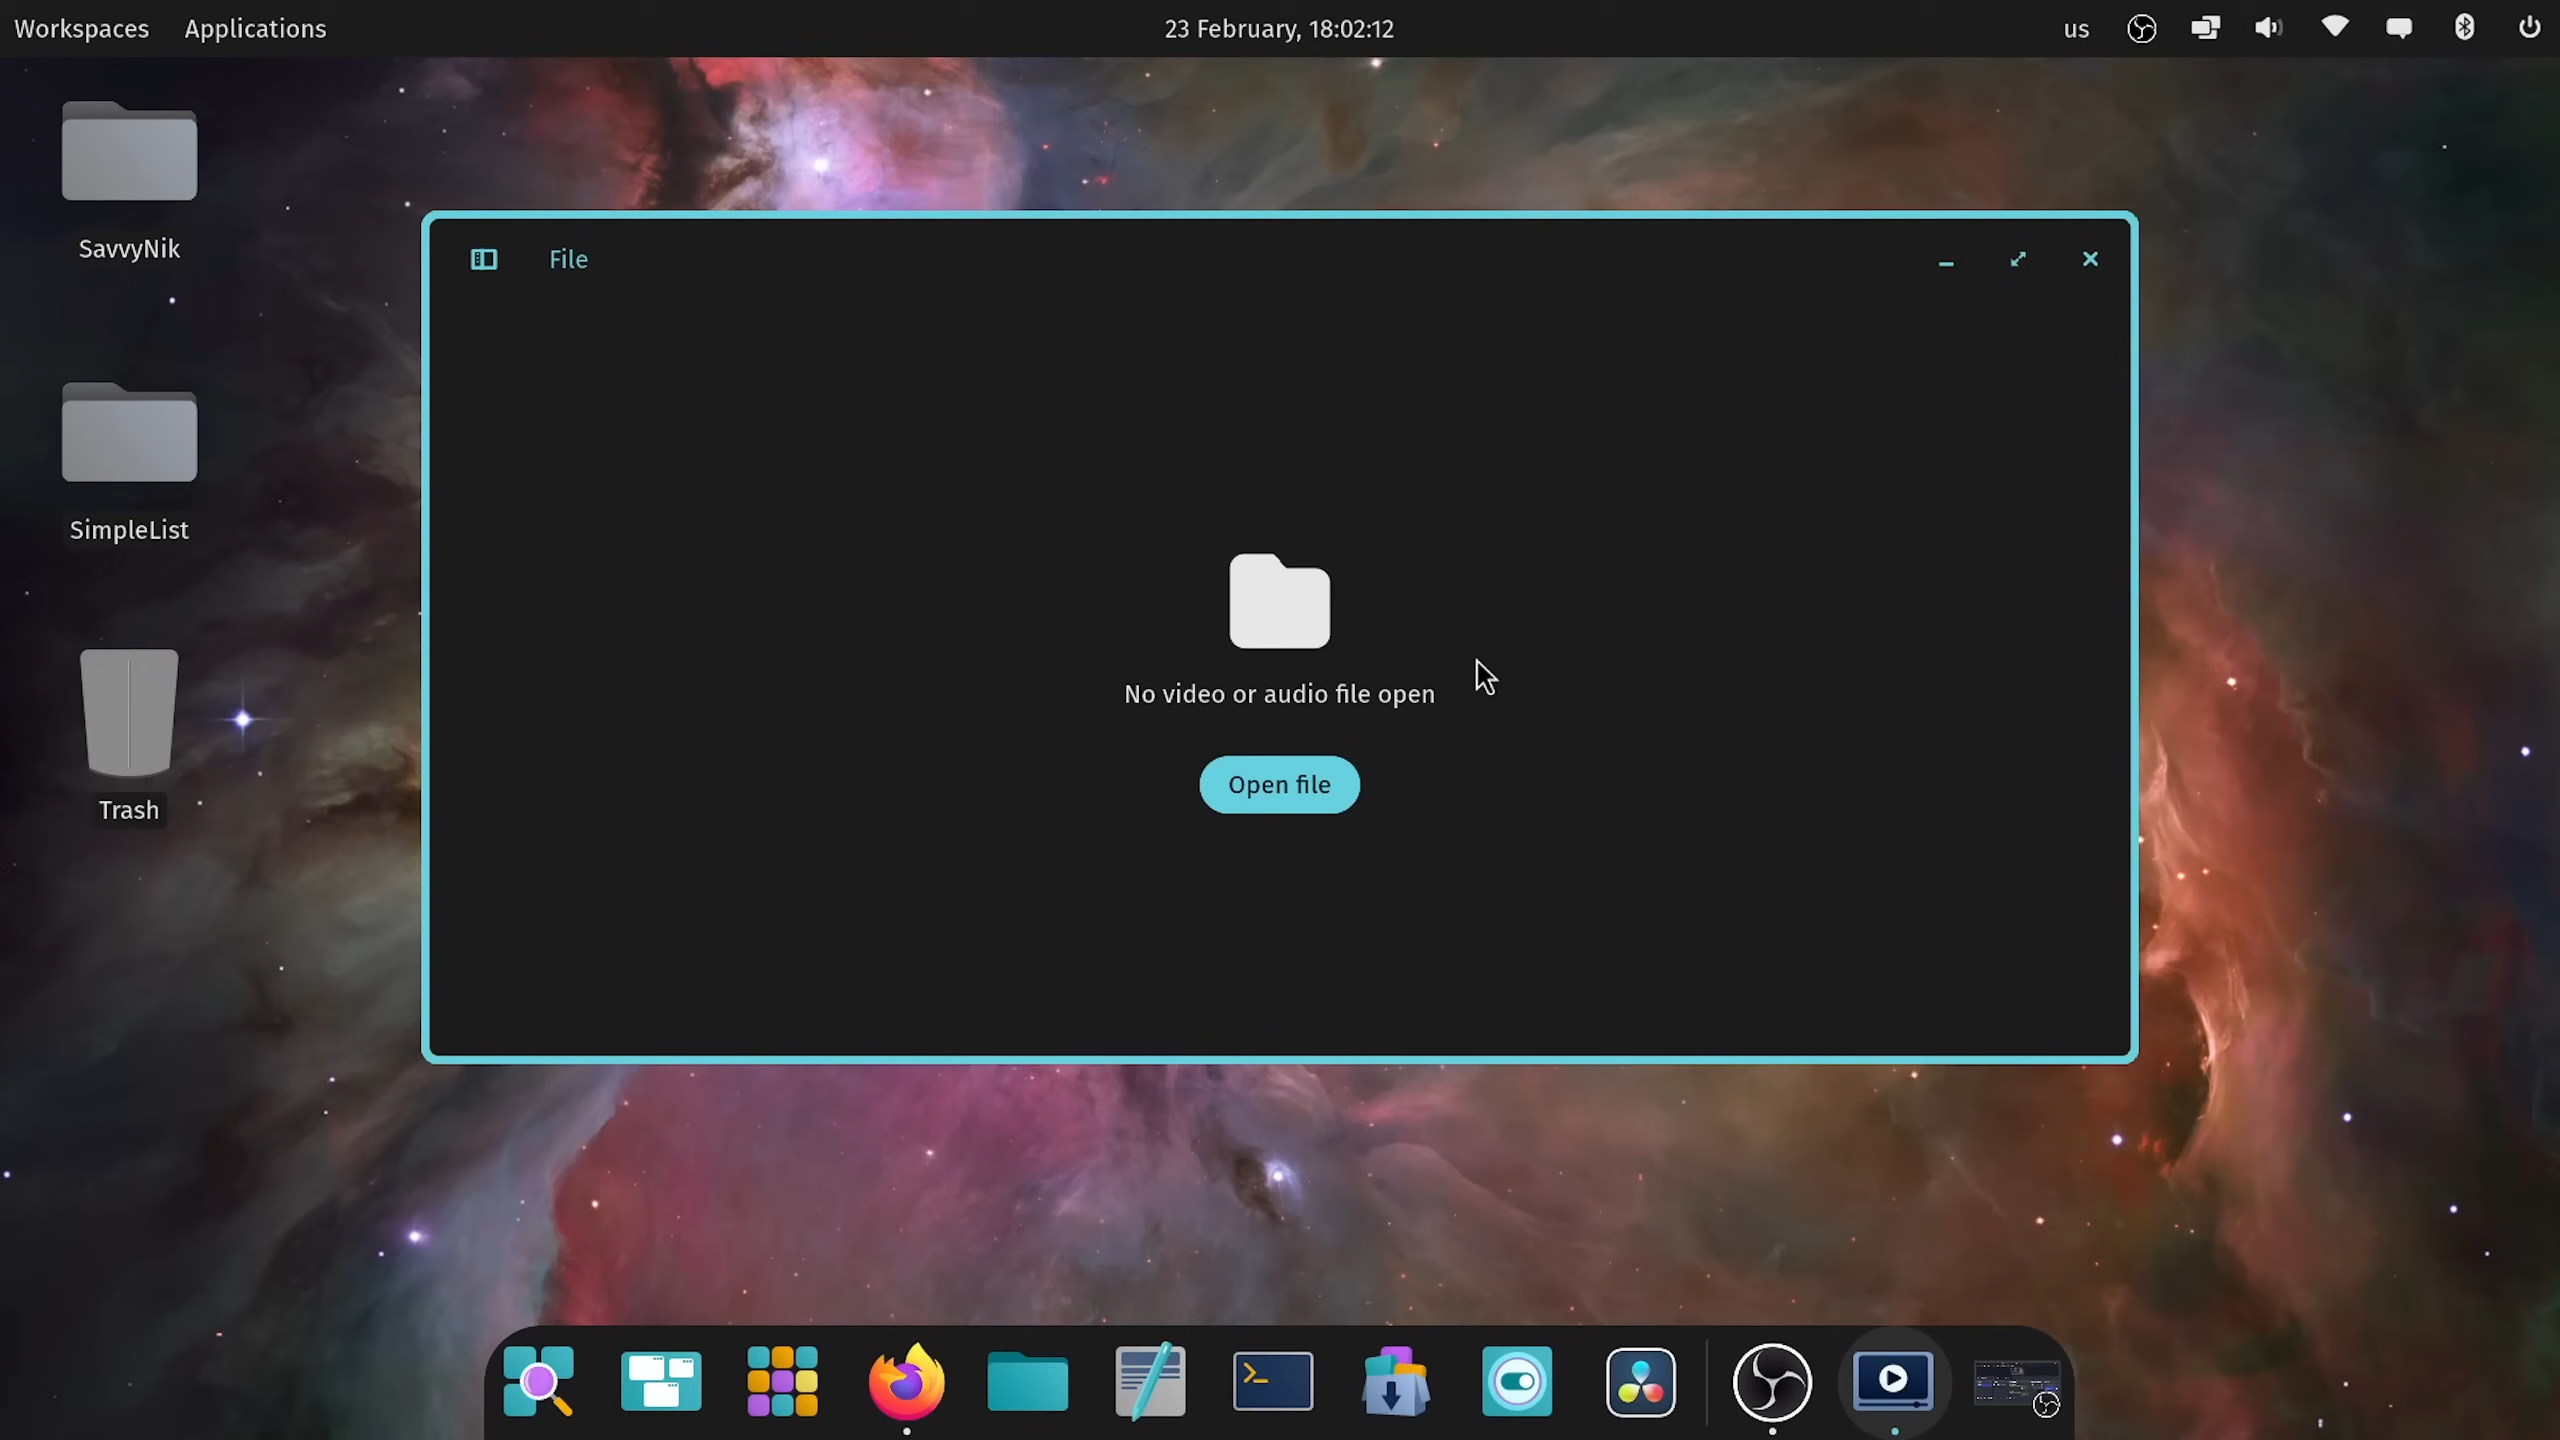 Workspaces Applications 23 February, 18:02:12 us
SavvyNik
File
SimpleList
No video or audio file open
Open file
Trash